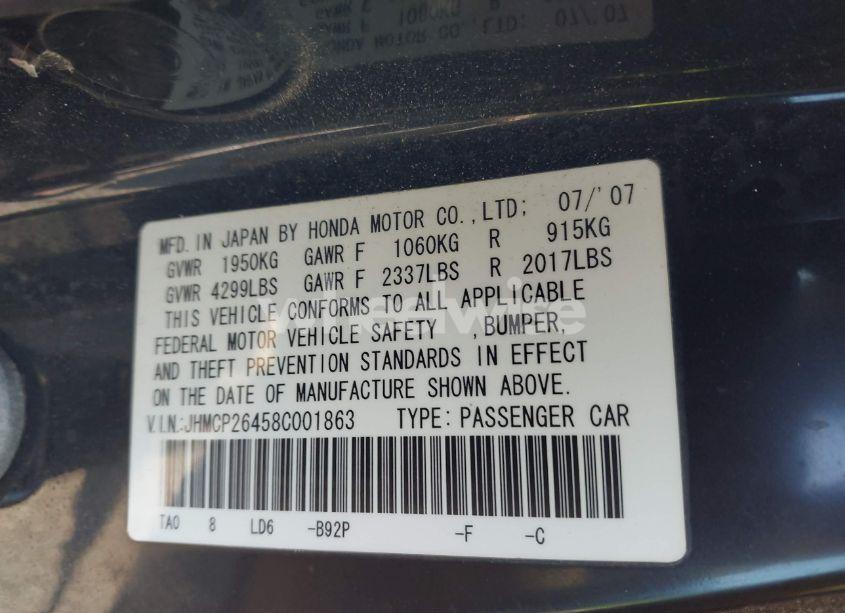 MFD. IN JAPAN BY HONDA MOTOR CO., LTD; 07/'07
GVWR 1950KG GAWR F 1060KG R 915KG
GVWR 4299LBS GAWR F 2337LBS R 2017LBS
THIS VEHICLE CONFORMS TO ALL APPLICABLE
FEDERAL MOTOR VEHICLE SAFETY , BUMPER,
AND THEFT PREVENTION STANDARDS IN EFFECT
ON THE DATE OF MANUFACTURE SHOWN ABOVE.
V.I.N.:JHMCP26458C001863 TYPE: PASSENGER CAR
TA0 8 LD6 -B92P -F -C